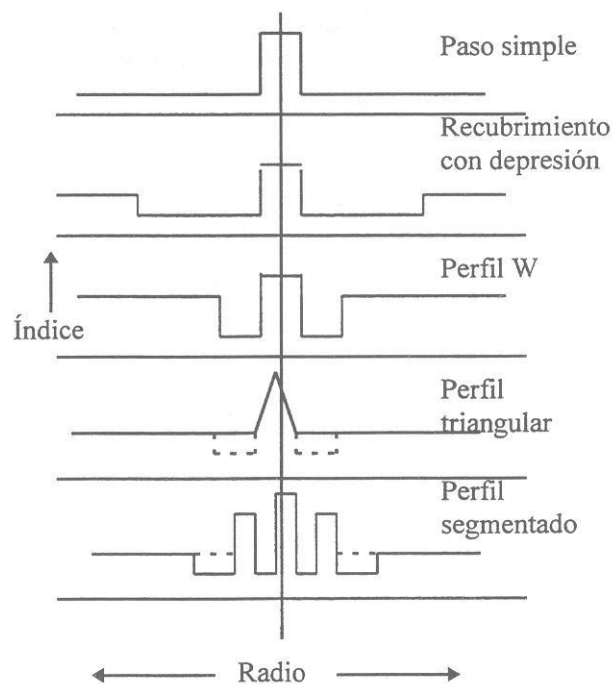 Paso simple
Recubrimiento
con depresión
Perfil W
Índice
Perfil
triangular
Perfil
segmentado
Radio